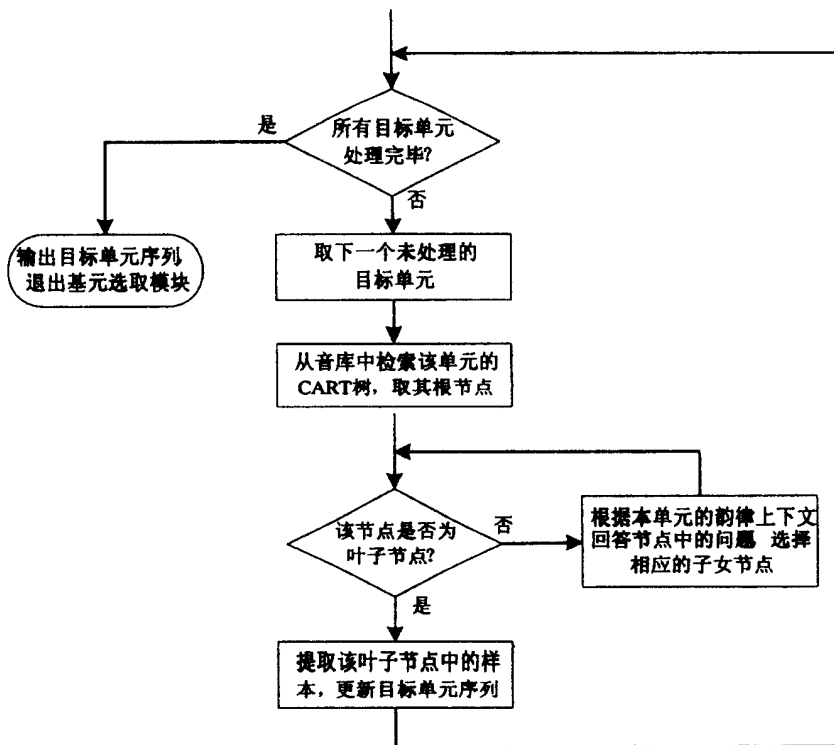 是
所有目标单元
处理完毕?
否
输出目标单元序列,
退出基元选取模块
取下一个未处理的
目标单元
从音库中检索该单元的
CART树，取其根节点
该节点是否为
叶子节点?
否
根据本单元的韵律上下文
回答节点中的问题 选择
相应的子女节点
是
提取该叶子节点中的样
本，更新目标单元序列